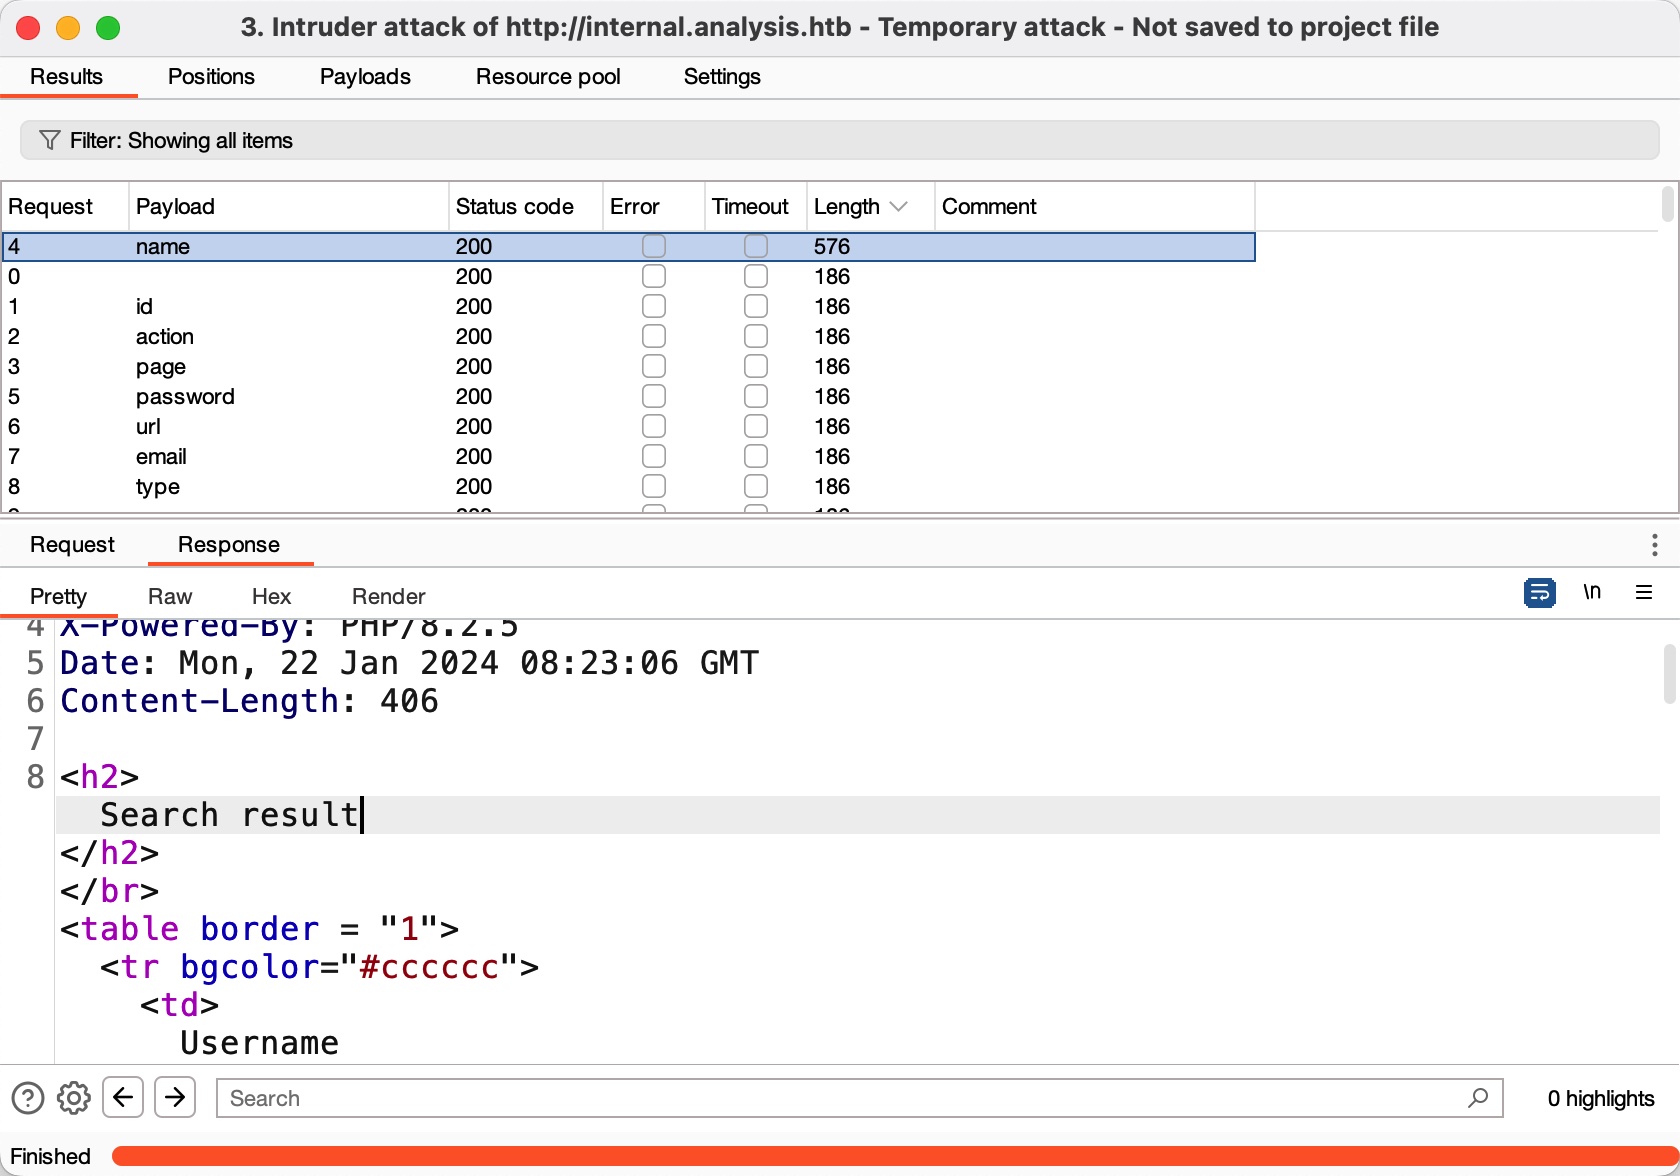 3. Intruder attack of http://internal.analysis.htb - Temporary attack - Not saved to project file
Results Positions Payloads Resource pool Settings
Filter: Showing all items
Request Payload Status code Error Timeout Length Comment
4 name 200 576
0 200 186
1 id 200 186
2 action 200 186
3 page 200 186
5 password 200 186
6 url 200 186
7 email 200 186
8 type 200 186
Request Response
Pretty Raw Hex Render \n
4 X-Powered-By: PHP/8.2.5
5 Date: Mon, 22 Jan 2024 08:23:06 GMT
6 Content-Length: 406
7
8 <h2>
Search result
</h2>
</br>
<table border = "1">
<tr bgcolor="#cccccc">
<td>
Username
? Search 0 highlights
Finished